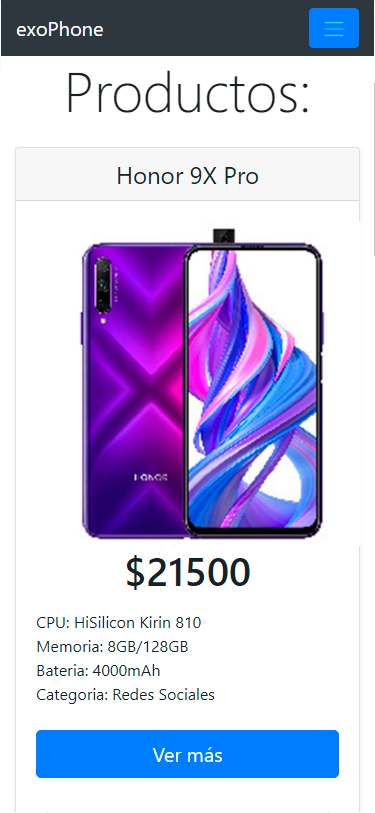 exoPhone
Productos:
Honor 9X Pro
HONOR
$21500
CPU: HiSilicon Kirin 810
Memoria: 8GB/128GB
Bateria: 4000mAh
Categoria: Redes Sociales
Ver más